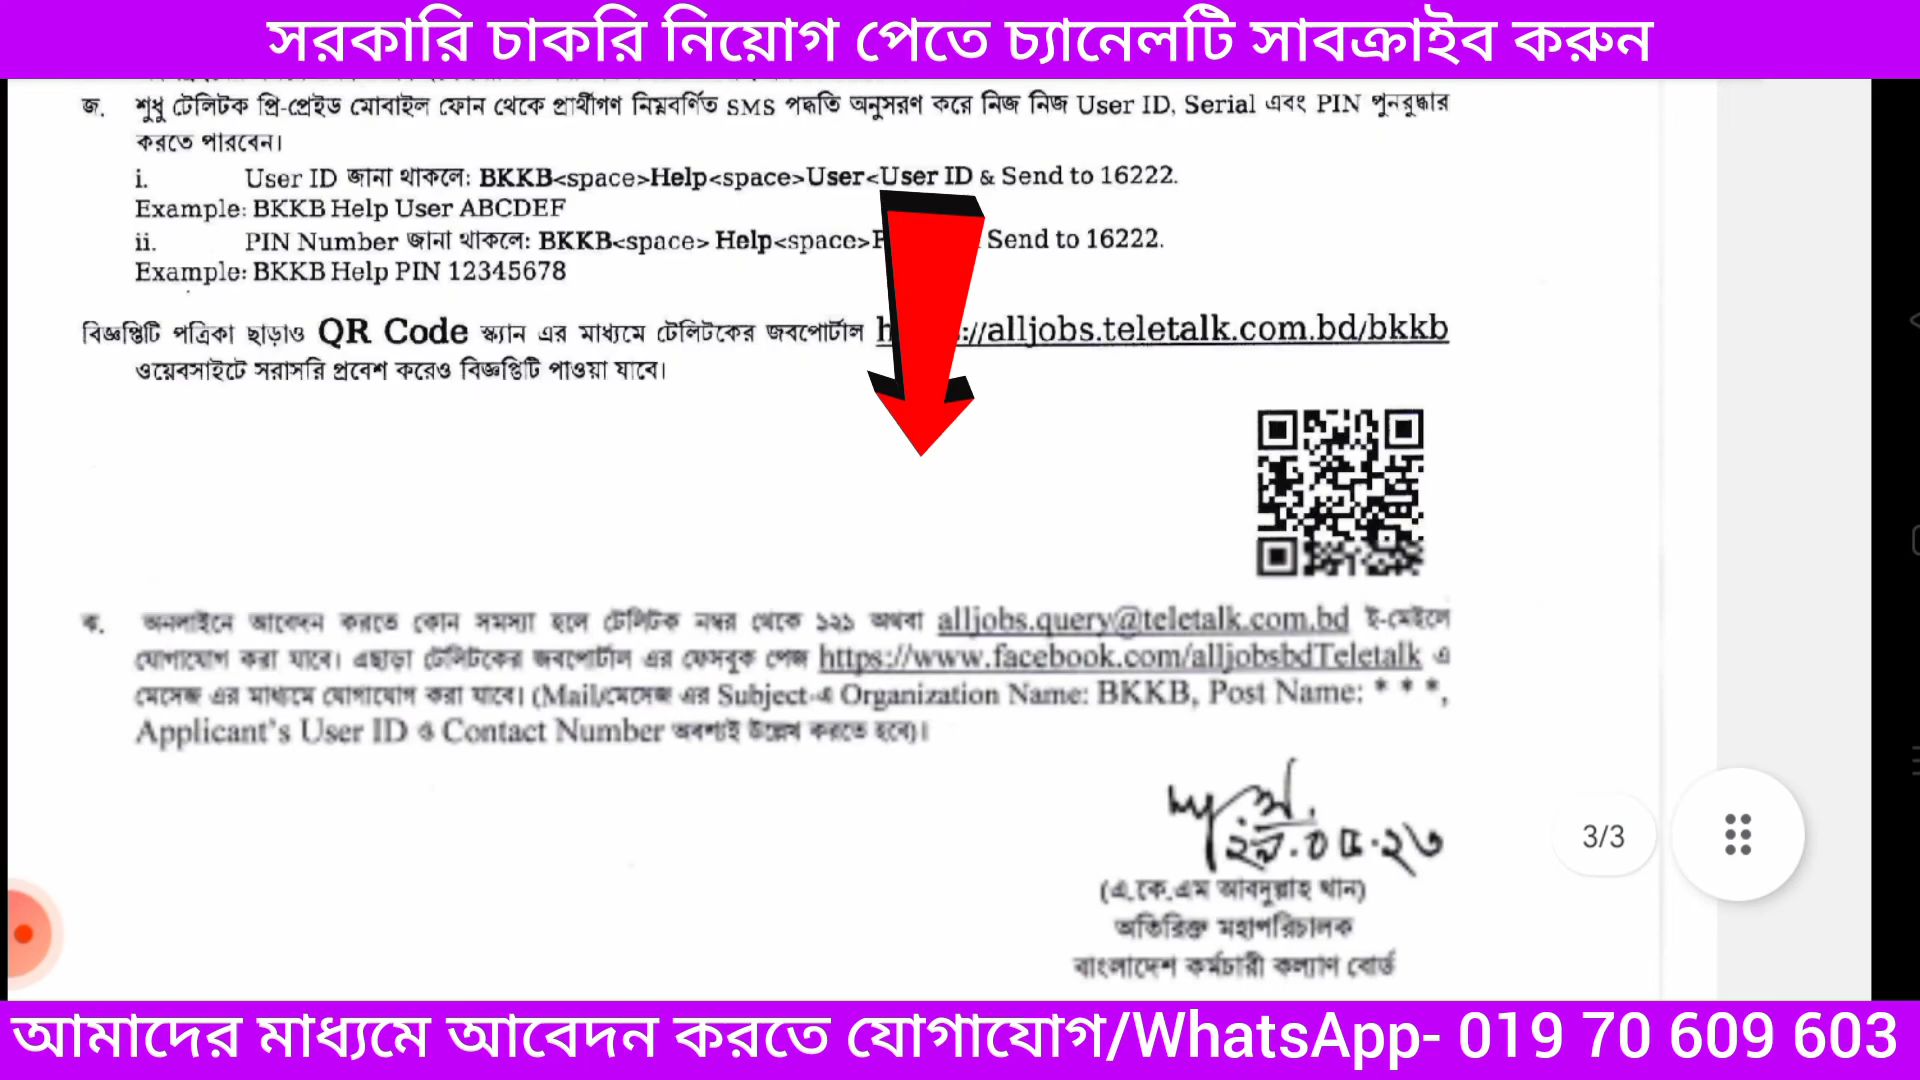 সরকারি চাকরি নিয়োগ পেতে চ্যানেলটি সাবক্রাইব করুন
জ. শুধু টেলিটক প্রি-প্রেইড মোবাইল ফোন থেকে প্রার্থীগণ নিম্নবর্ণিত SMS পদ্ধতি অনুসরণ করে নিজ নিজ User ID, Serial এবং PIN পুনরুদ্ধার
করতে পারবেন।
i. User ID জানা থাকলে: BKKB<space>Help<space>User<User ID & Send to 16222.
Example: BKKB Help User ABCDEF
ii. PIN Number জানা থাকলে: BKKB<space> Help<space> Send to 16222.
Example: BKKB Help PIN 12345678
বিজ্ঞপ্তিটি পত্রিকা ছাড়াও QR Code স্ক্যান এর মাধ্যমে টেলিটকের জবপোর্টাল ://alljobs.teletalk.com.bd/bkkb
ওয়েবসাইটে সরাসরি প্রবেশ করেও বিজ্ঞপ্তিটি পাওয়া যাবে।
অনলাইনে আবেদন করতে কোন সমস্যা হলে টেলিটক নম্বর থেকে ১২১ অথবা alljobs.query@teletalk.com.bd ই-মেইলে
যোগাযোগ করা যাবে। এছাড়া টেলিটকের জবপোর্টাল এর ফেসবুক পেজ https://www.facebook.com/alljobsbdTeletalk এ
মেসেজ এর মাধ্যমে যোগাযোগ করা যাবে। (Mail/মেসেজ এর Subject-এ Organization Name: BKKB, Post Name: * * *,
Applicant's User ID ও Contact Number অবশ্যই উল্লেখ করতে হবে)।
(এ.কে.এম আবদুল্লাহ খান)
অতিরিক্ত মহাপরিচালক
বাংলাদেশ কর্মচারী কল্যাণ বোর্ড
3/3
আমাদের মাধ্যমে আবেদন করতে যোগাযোগ/WhatsApp- 019 70 609 603